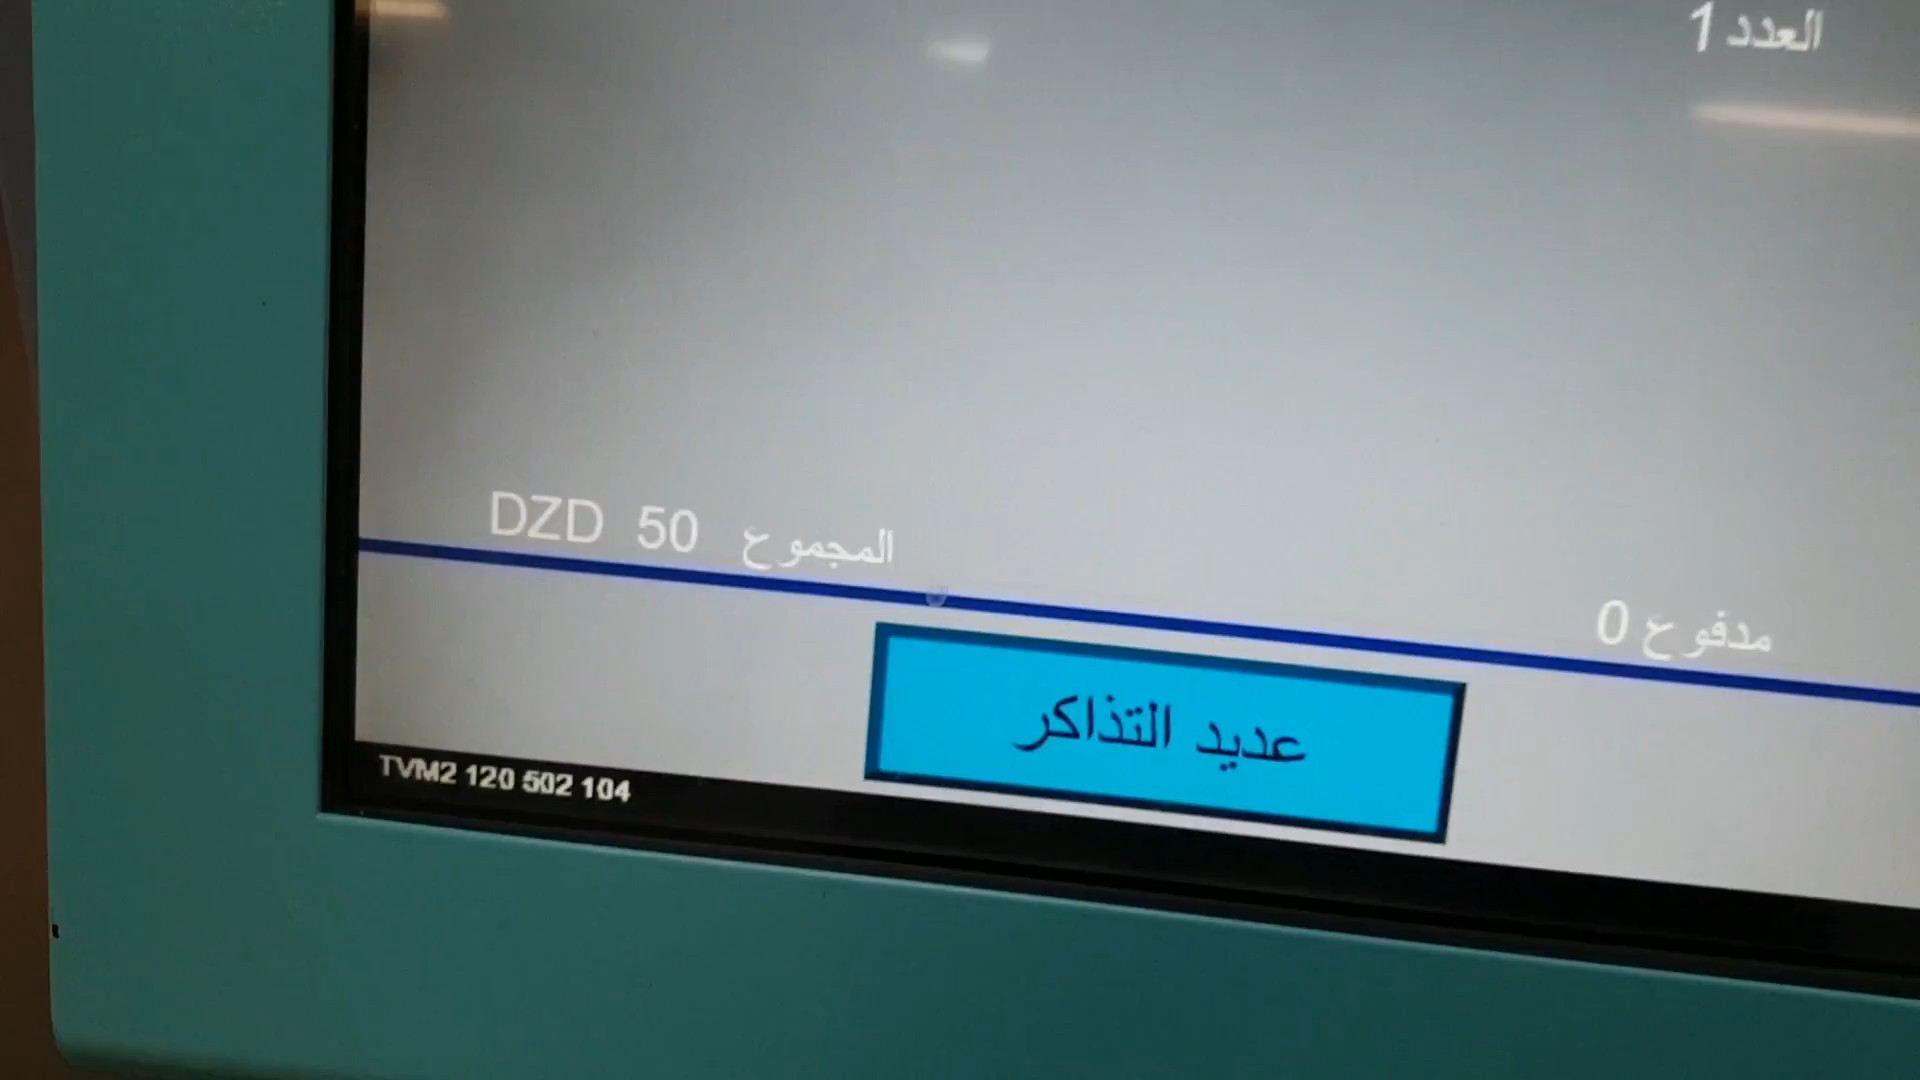 العدد 1
المجموع 50 DZD
مدفوع 0
عديد التذاكر
TVM2 120 502 104